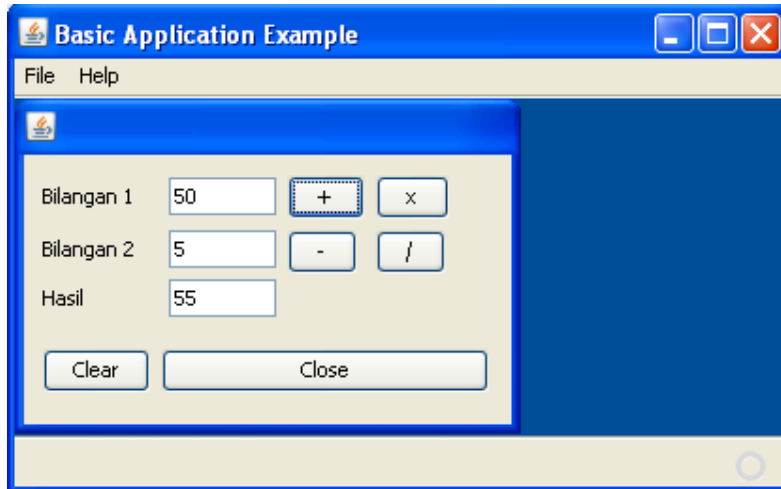 Basic Application Example
File Help
Bilangan 1 50 + x
Bilangan 2 5 - /
Hasil 55
Clear Close